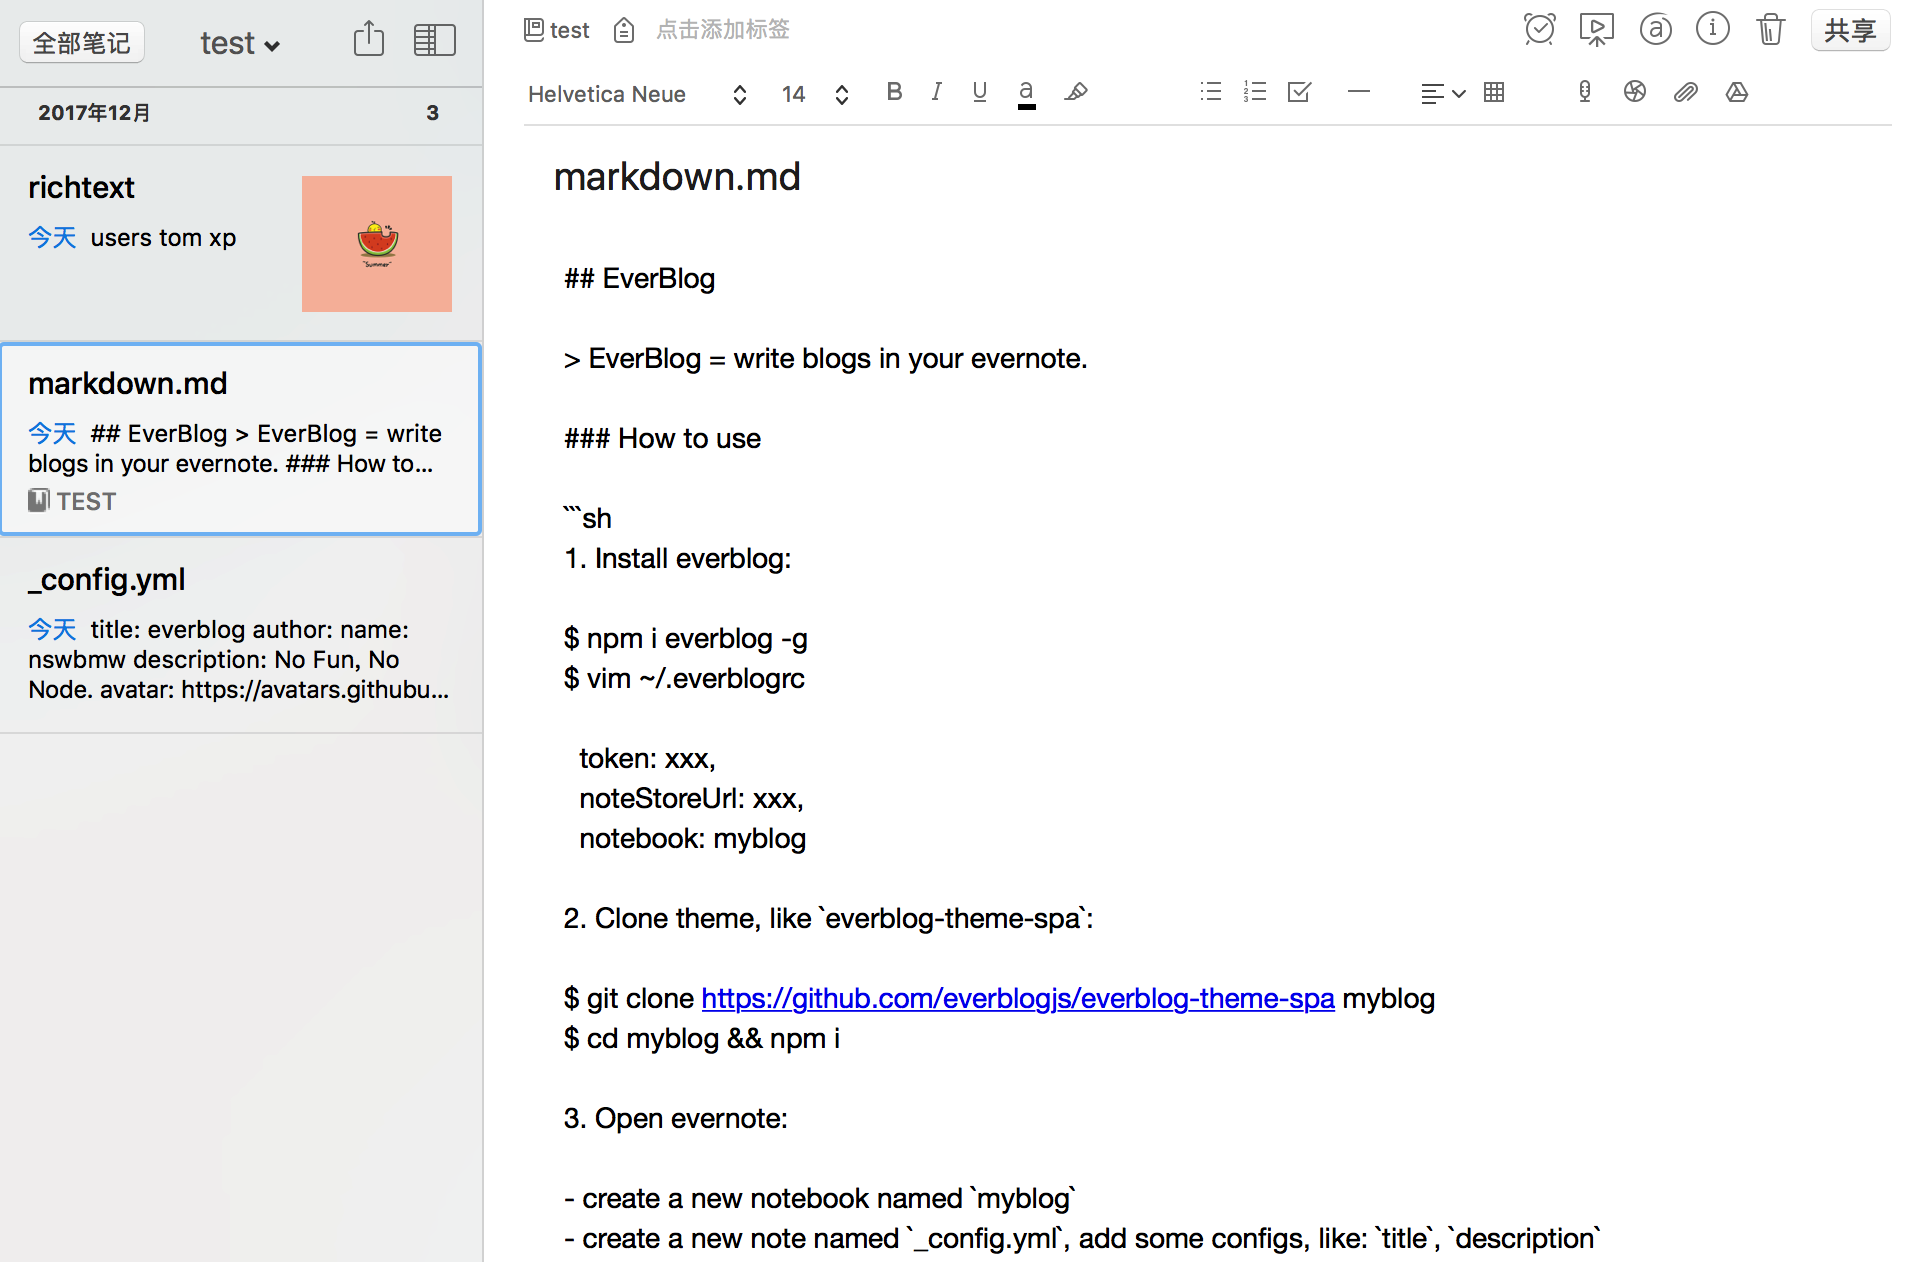 全部笔记
test
2017年12月 3
richtext
今天 users tom xp
"Summer"
markdown.md
今天 ## EverBlog > EverBlog = write
blogs in your evernote. ### How to...
TEST
_config.yml
今天 title: everblog author: name:
nswbmw description: No Fun, No
Node. avatar: https://avatars.githubu...
test 点击添加标签
共享
Helvetica Neue 14 B I U a
markdown.md
## EverBlog
> EverBlog = write blogs in your evernote.
### How to use
```sh
1. Install everblog:
$ npm i everblog -g
$ vim ~/.everblogrc
token: xxx,
noteStoreUrl: xxx,
notebook: myblog
2. Clone theme, like `everblog-theme-spa`:
$ git clone https://github.com/everblogjs/everblog-theme-spa myblog
$ cd myblog && npm i
3. Open evernote:
- create a new notebook named `myblog`
- create a new note named `_config.yml`, add some configs, like: `title`, `description`